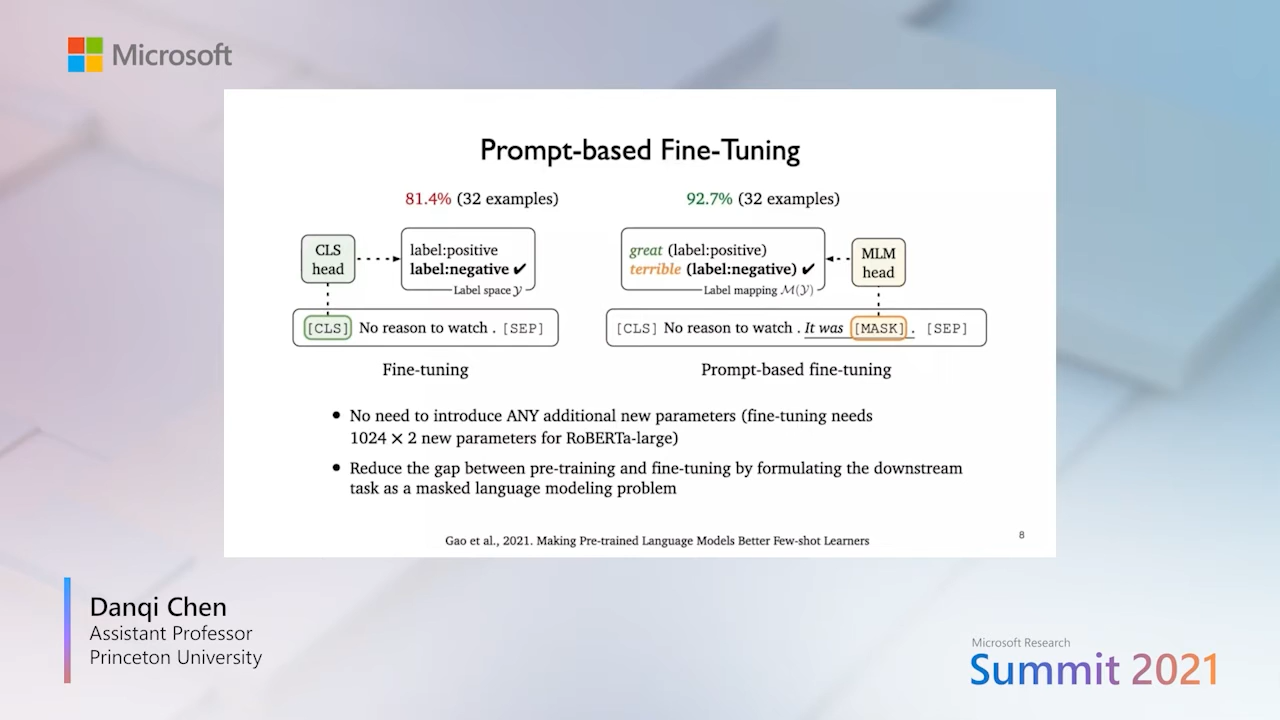 Microsoft
Prompt-based Fine-Tuning
81.4% (32 examples)
92.7% (32 examples)
CLS
head
label:positive
label:negative ✔
Label space 𝒴
[CLS] No reason to watch . [SEP]
Fine-tuning
great (label:positive)
terrible (label:negative) ✔
Label mapping ℳ(𝒴)
MLM
head
[CLS] No reason to watch . It was [MASK] . [SEP]
Prompt-based fine-tuning
• No need to introduce ANY additional new parameters (fine-tuning needs
1024 × 2 new parameters for RoBERTa-large)
• Reduce the gap between pre-training and fine-tuning by formulating the downstream
task as a masked language modeling problem
Gao et al., 2021. Making Pre-trained Language Models Better Few-shot Learners
8
Danqi Chen
Assistant Professor
Princeton University
Microsoft Research
Summit 2021